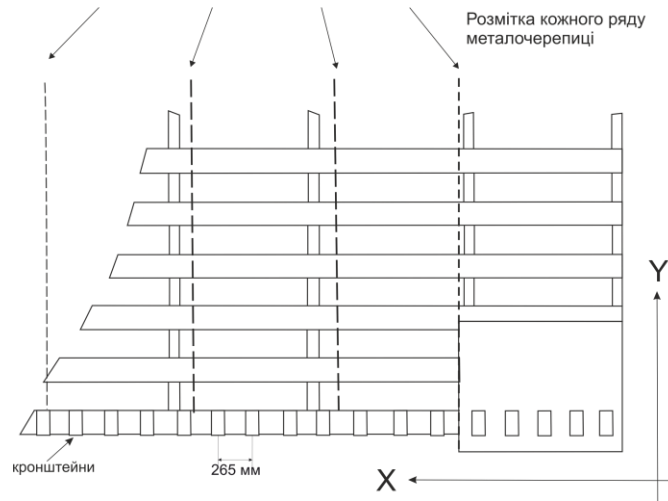 Розмітка кожного ряду
металочерепиці
Y
кронштейни
265 мм
X